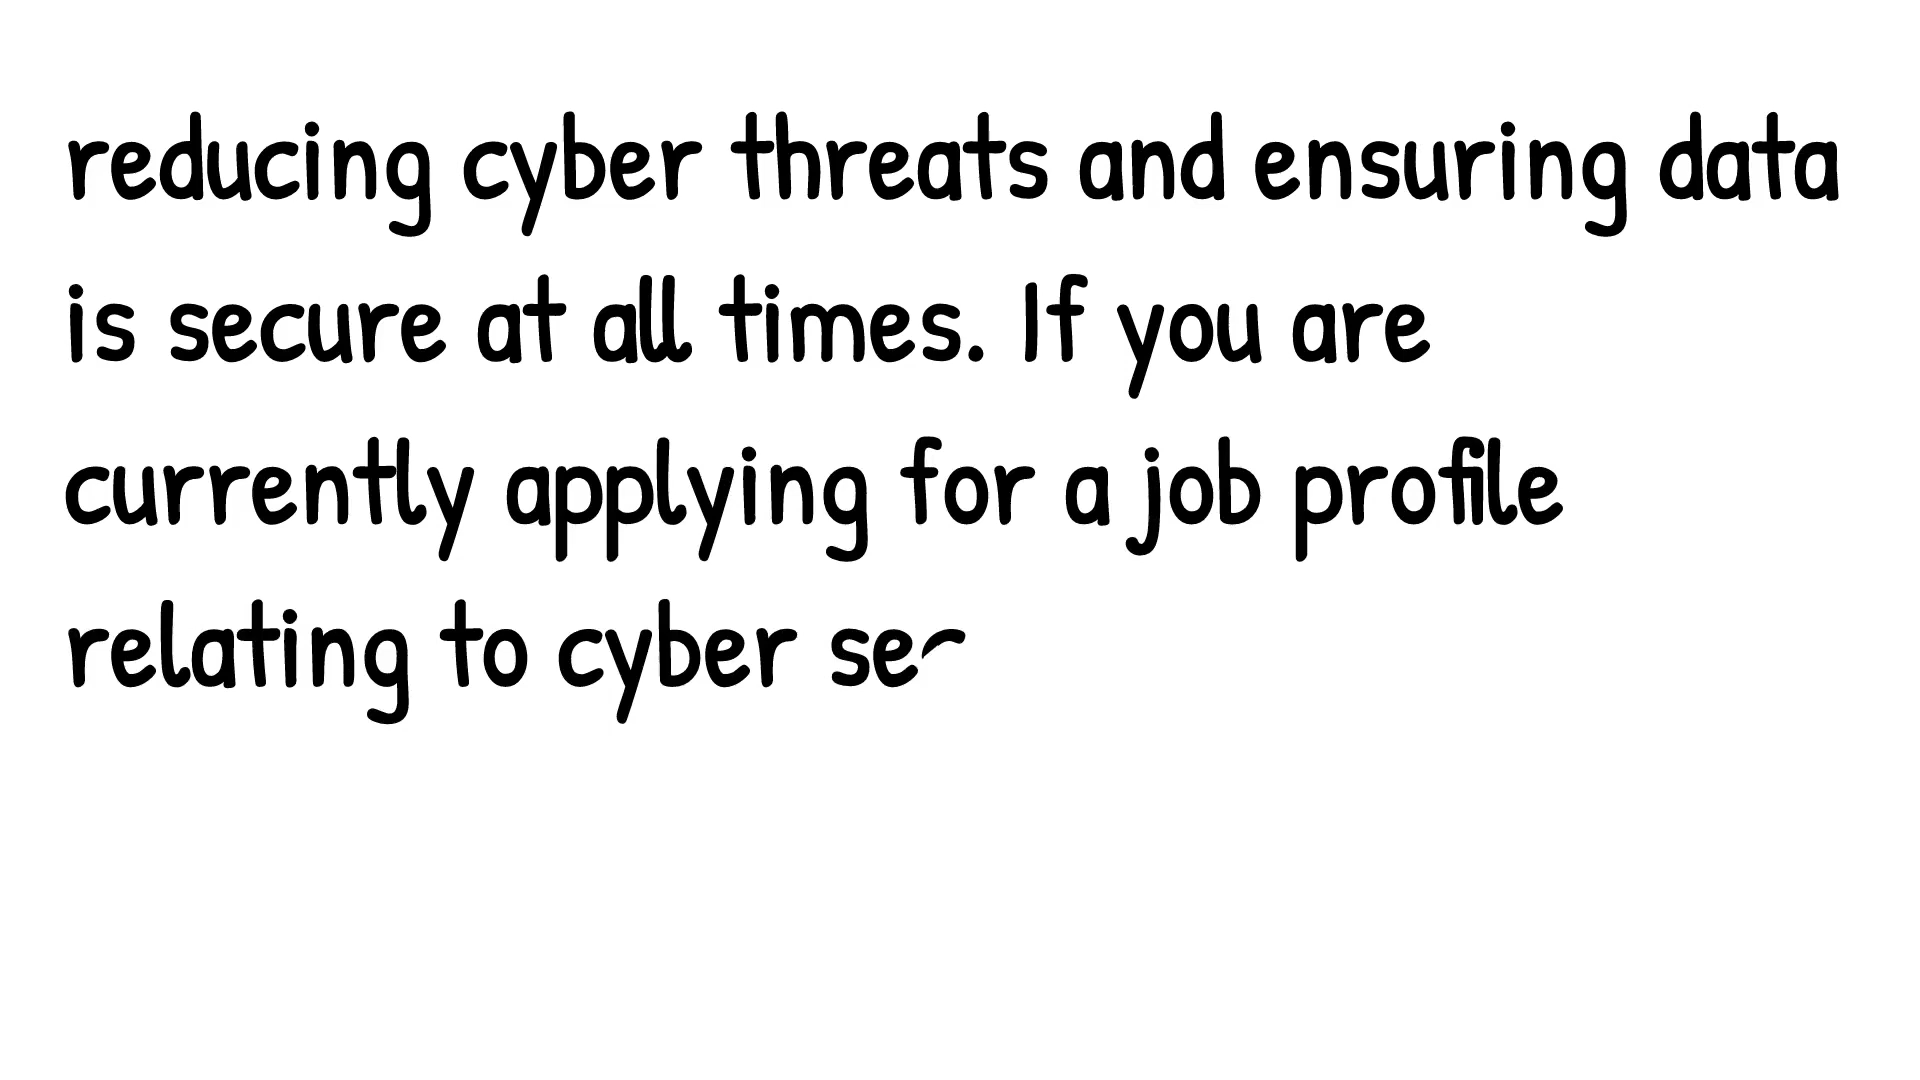 reducing cyber threats and ensuring data
is secure at all times. If you are
currently applying for a job profile
relating to cyber se